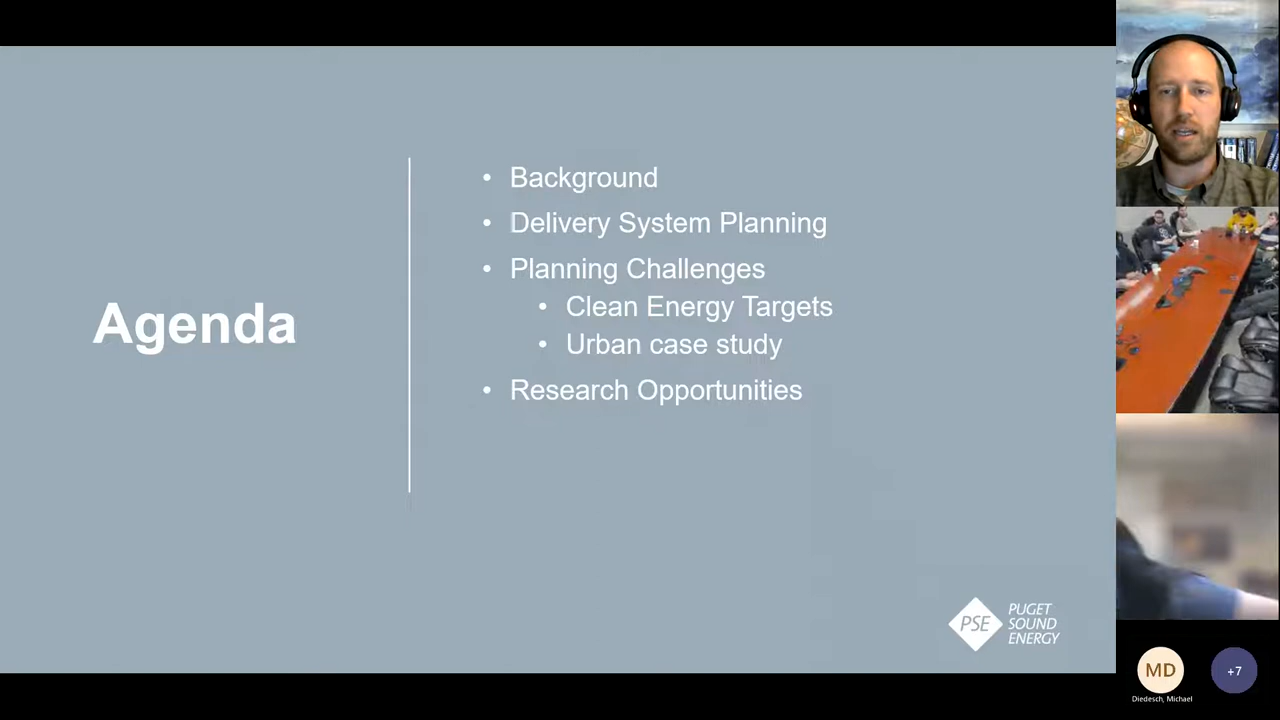 Agenda
• Background
• Delivery System Planning
• Planning Challenges
• Clean Energy Targets
• Urban case study
• Research Opportunities
PSE
PUGET
SOUND
ENERGY
MD
+7
Diedesch, Michael